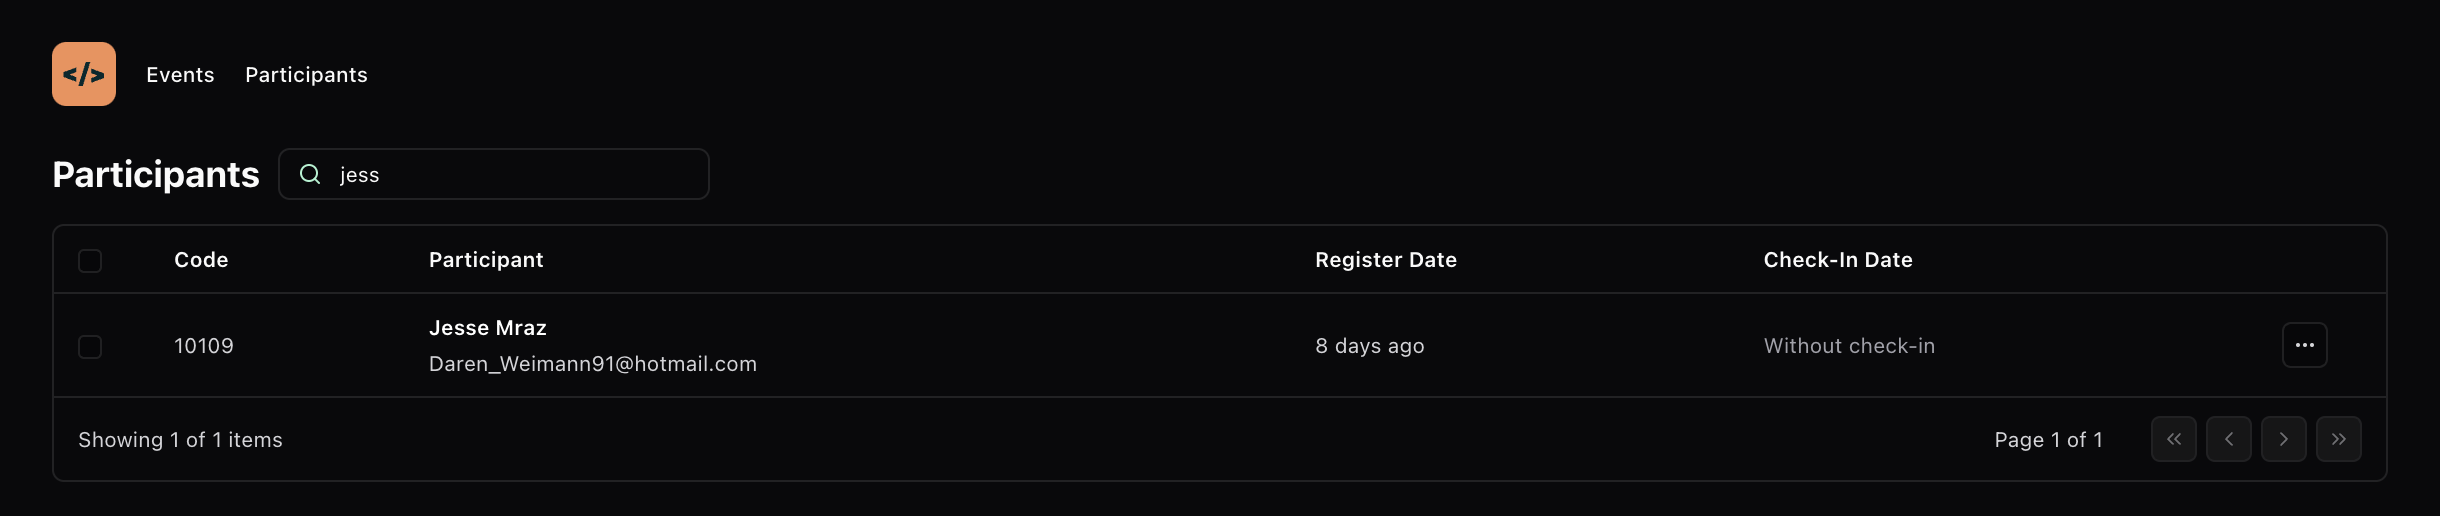 </>
Events Participants
Participants jess
Code Participant Register Date Check-In Date
Jesse Mraz
10109 8 days ago Without check-in
Daren_Weimann91@hotmail.com
Showing 1 of 1 items Page 1 of 1